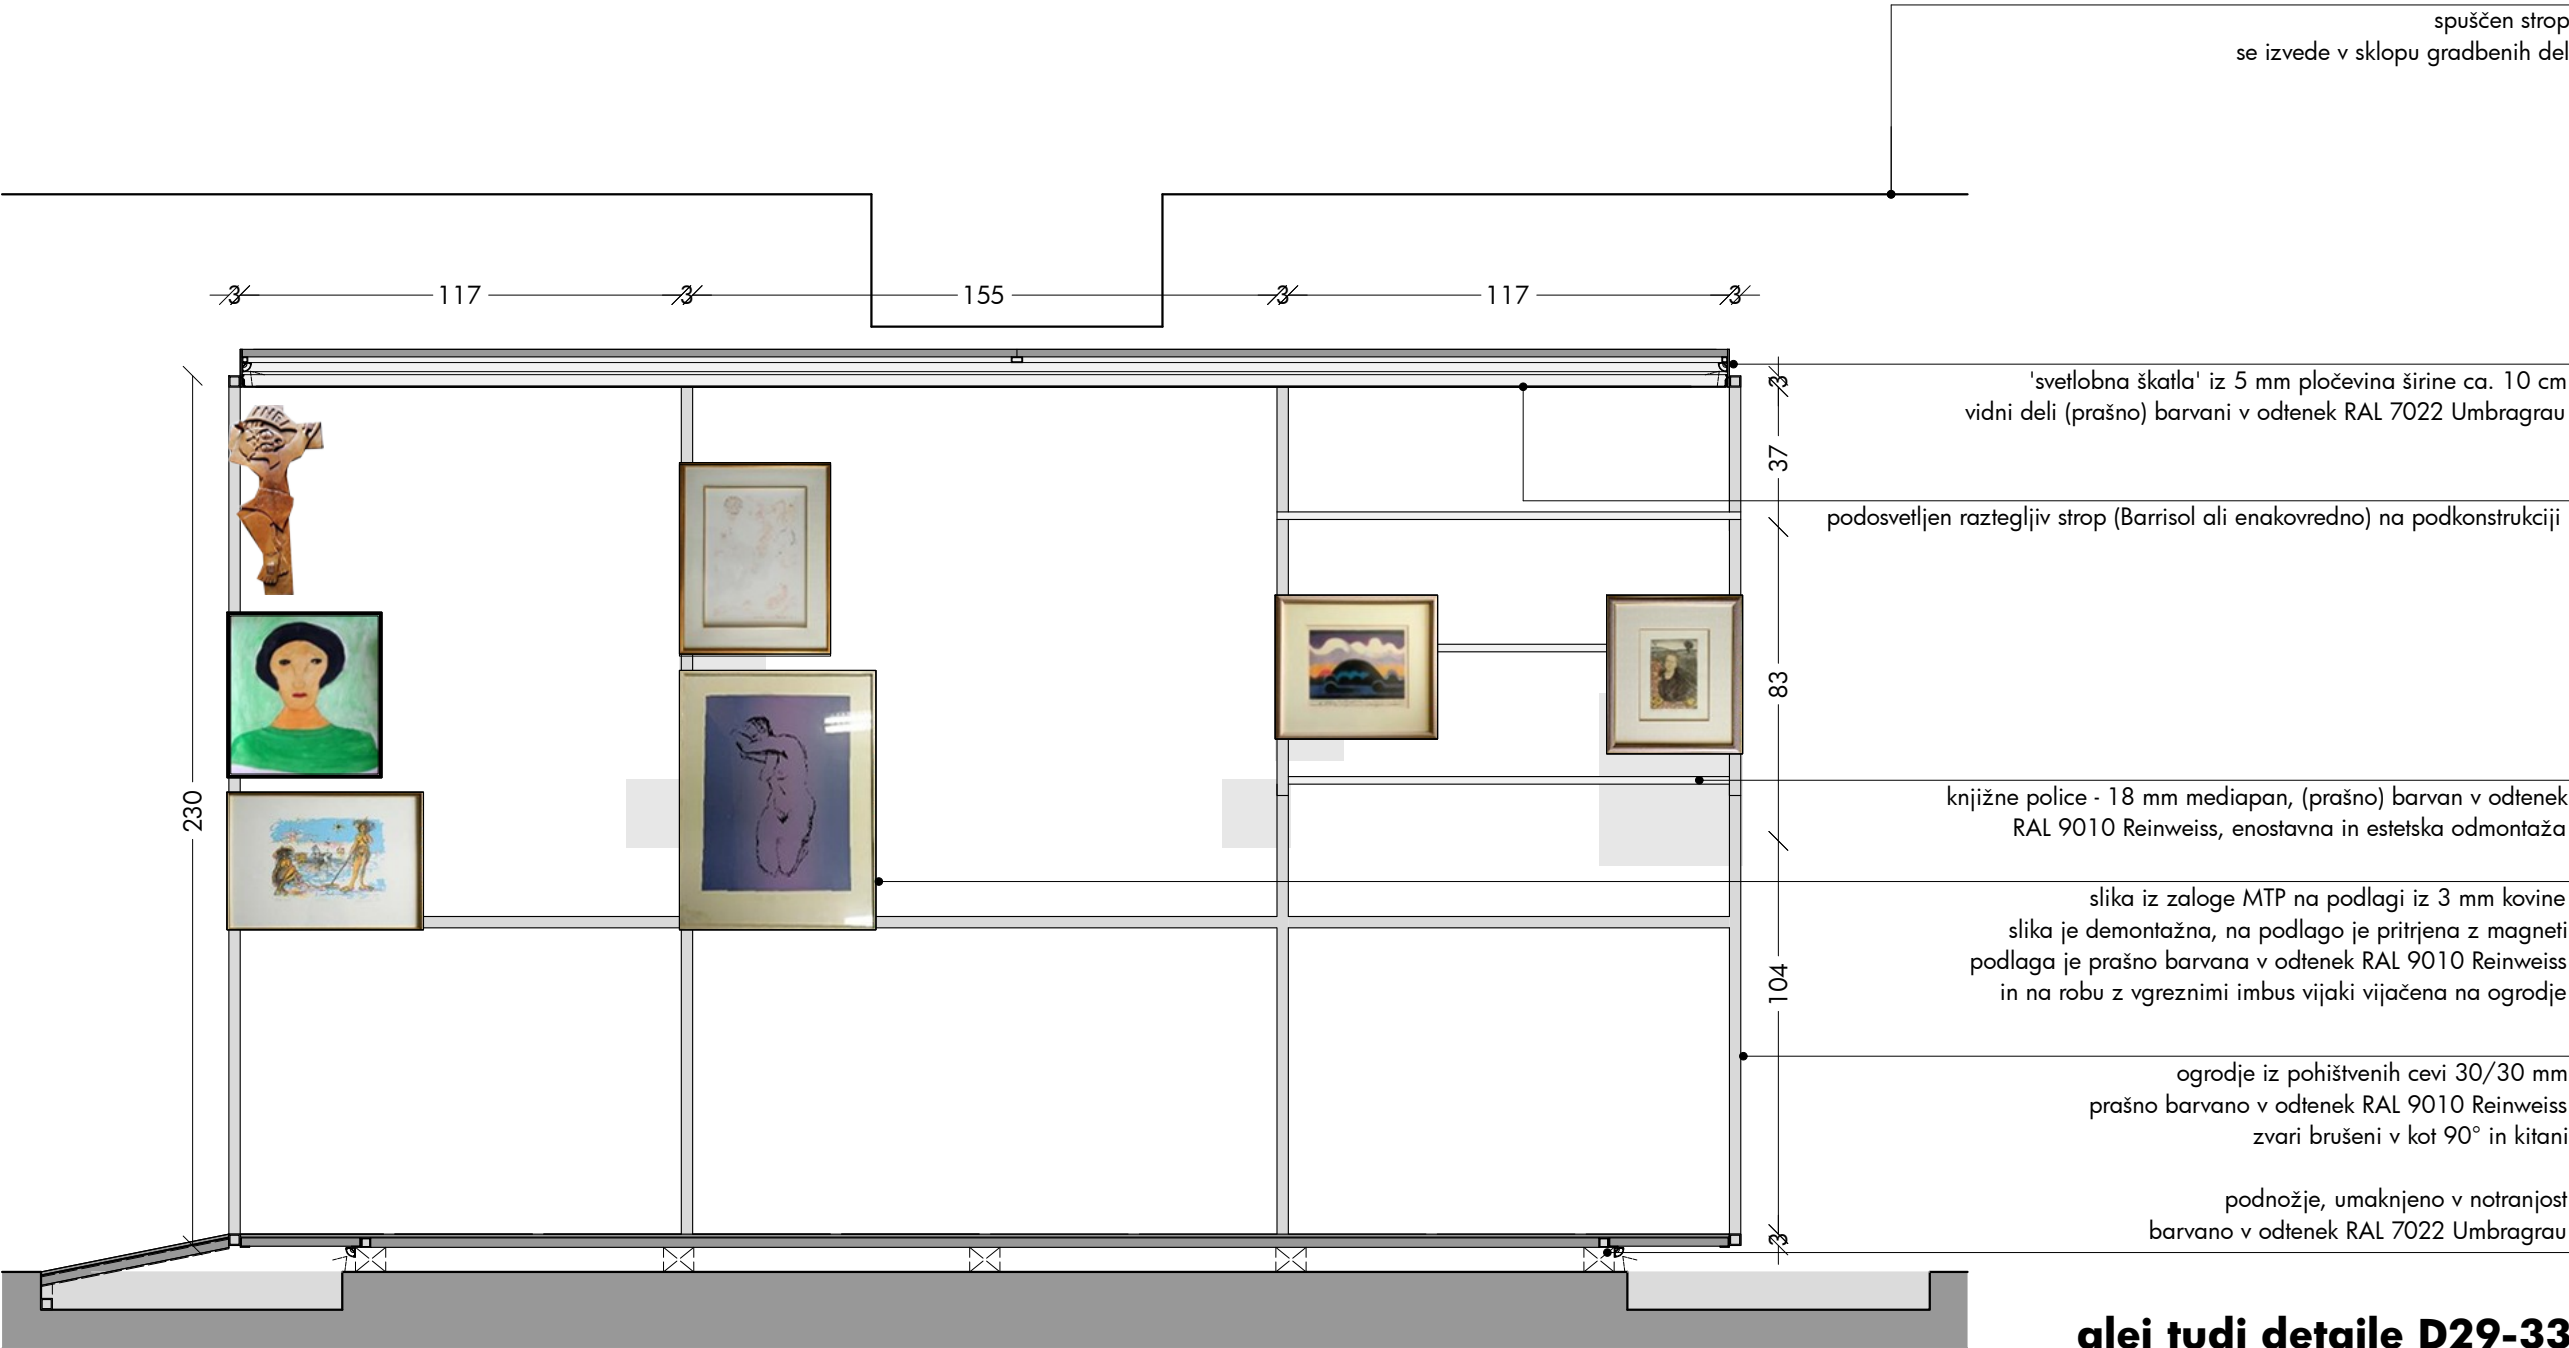 spuščen strop
se izvede v sklopu gradbenih del
3 117 3 155 3 117 3
'svetlobna škatla' iz 5 mm pločevina širine ca. 10 cm
vidni deli (prašno) barvani v odtenek RAL 7022 Umbragrau
3
37
podosvetljen raztegljiv strop (Barrisol ali enakovredno) na podkonstrukciji
83
230
knjižne police - 18 mm mediapan, (prašno) barvan v odtenek
RAL 9010 Reinweiss, enostavna in estetska odmontaža
slika iz zaloge MTP na podlagi iz 3 mm kovine
slika je demontažna, na podlago je pritrjena z magneti
podlaga je prašno barvana v odtenek RAL 9010 Reinweiss
in na robu z vgreznimi imbus vijaki vijačena na ogrodje
104
ogrodje iz pohištvenih cevi 30/30 mm
prašno barvano v odtenek RAL 9010 Reinweiss
zvari brušeni v kot 90° in kitani
podnožje, umaknjeno v notranjost
barvano v odtenek RAL 7022 Umbragrau
3
glej tudi detajle D29-33